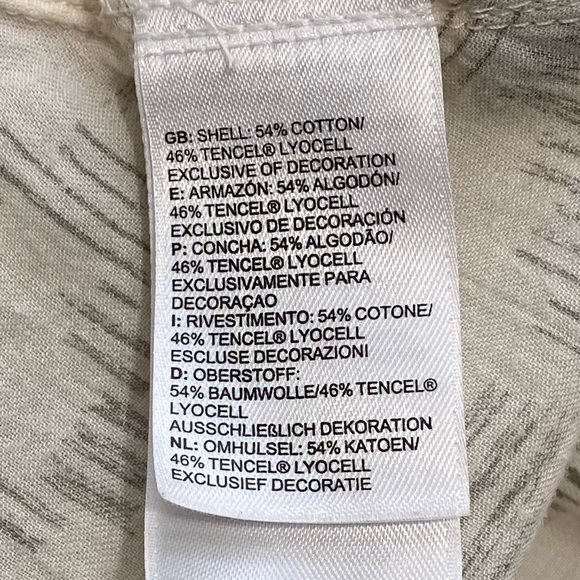 GB: SHELL: 54% COTTON/
46% TENCEL® LYOCELL
EXCLUSIVE OF DECORATION
E: ARMAZÓN: 54% ALGODÓN/
46% TENCEL® LYOCELL
EXCLUSIVO DE DECORACIÓN
P: CONCHA: 54% ALGODÃO/
46% TENCEL® LYOCELL
EXCLUSIVAMENTE PARA
DECORAÇAO
I: RIVESTIMENTO: 54% COTONE/
46% TENCEL® LYOCELL
ESCLUSE DECORAZIONI
D: OBERSTOFF:
54% BAUMWOLLE/46% TENCEL®
LYOCELL
AUSSCHLIEßLICH DEKORATION
NL: OMHULSEL: 54% KATOEN/
46% TENCEL® LYOCELL
EXCLUSIEF DECORATIE